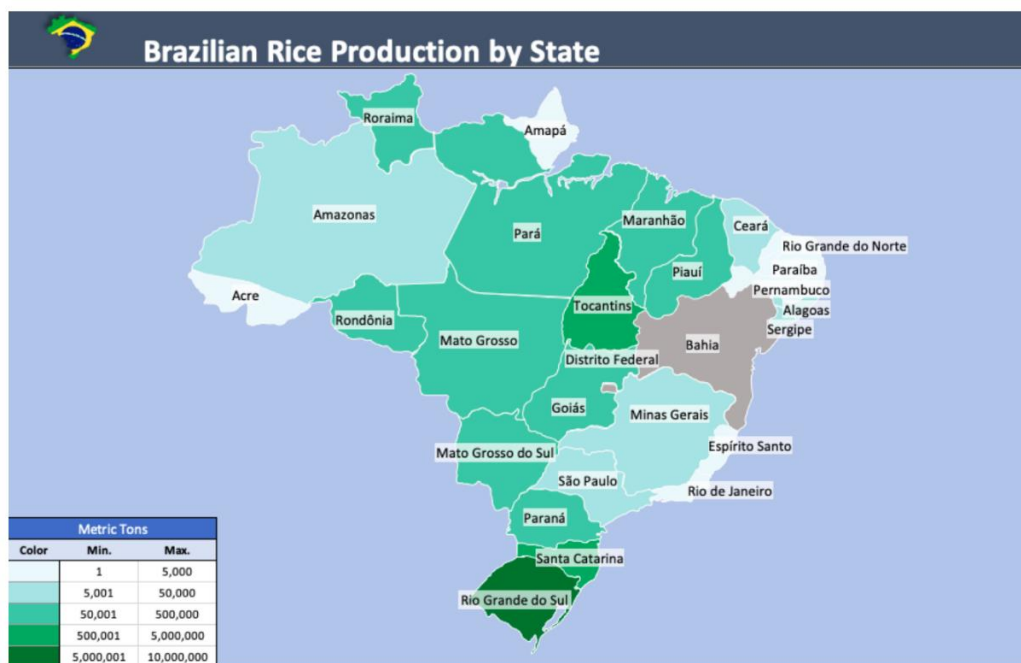 Brazilian Rice Production by State
Roraima
Amapá
Amazonas
Pará
Maranhão
Ceará
Rio Grande do Norte
Piauí
Paraíba
Pernambuco
Acre
Rondônia
Tocantins
Alagoas
Sergipe
Mato Grosso
Bahia
Distrito Federal
Goiás
Minas Gerais
Mato Grosso do Sul
Espírito Santo
São Paulo
Rio de Janeiro
Paraná
Santa Catarina
Rio Grande do Sul
Metric Tons
Color Min. Max.
1 5,000
5,001 50,000
50,001 500,000
500,001 5,000,000
5,000,001 10,000,000